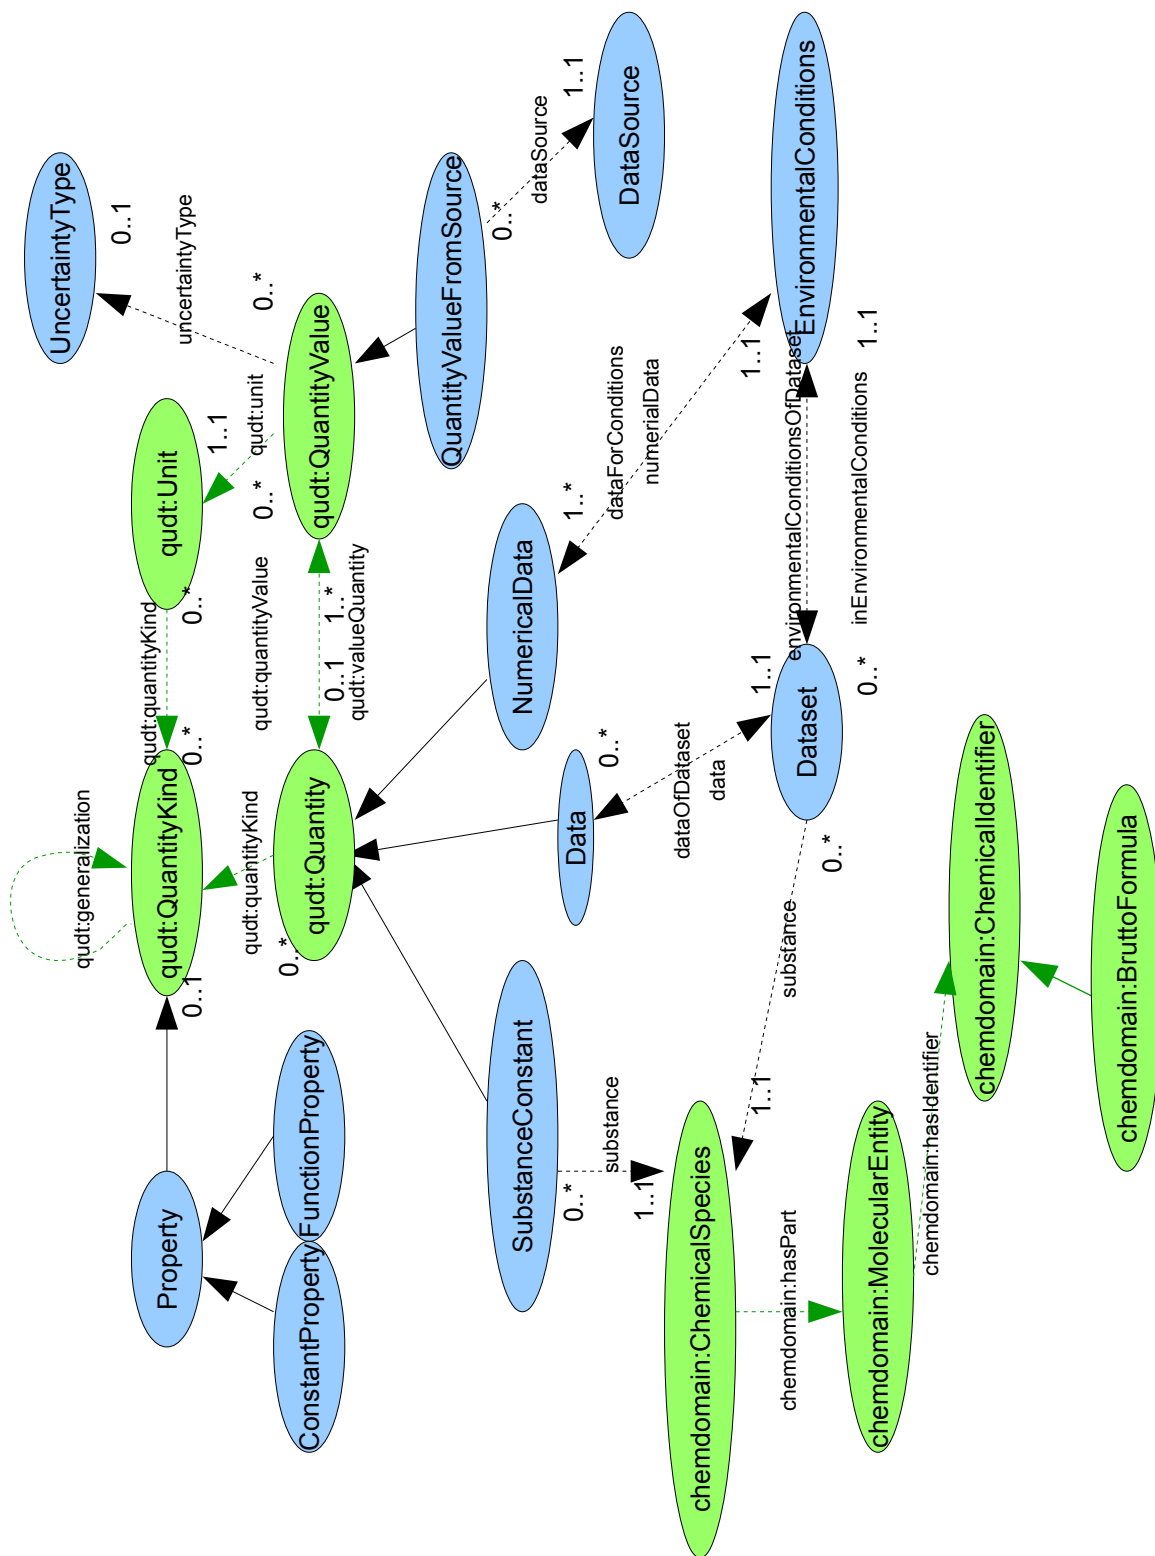 qudt:generalization
Property
ConstantProperty
FunctionProperty
0..1
qudt:QuantityKind
0..*
qudt:quantityKind
0..*
qudt:Unit
UncertaintyType
0..1
uncertaintyType
0..*
1..1
qudt:unit
0..*
qudt:quantityKind
0..*
qudt:Quantity
qudt:quantityValue
0..1
1..*
qudt:valueQuantity
qudt:QuantityValue
QuantityValueFromSource
0..*
dataSource
1..1
DataSource
SubstanceConstant
0..*
substance
1..1
Data
0..*
dataOfDataset
data
1..1
NumericalData
1..*
dataForConditions
numerialData
1..1
EnvironmentalConditions
environmentalConditionsOfDataset
inEnvironmentalConditions
1..1
0..*
Dataset
0..*
substance
1..1
chemdomain:ChemicalSpecies
chemdomain:hasPart
chemdomain:MolecularEntity
chemdomain:hasIdentifier
chemdomain:ChemicalIdentifier
chemdomain:BruttoFormula